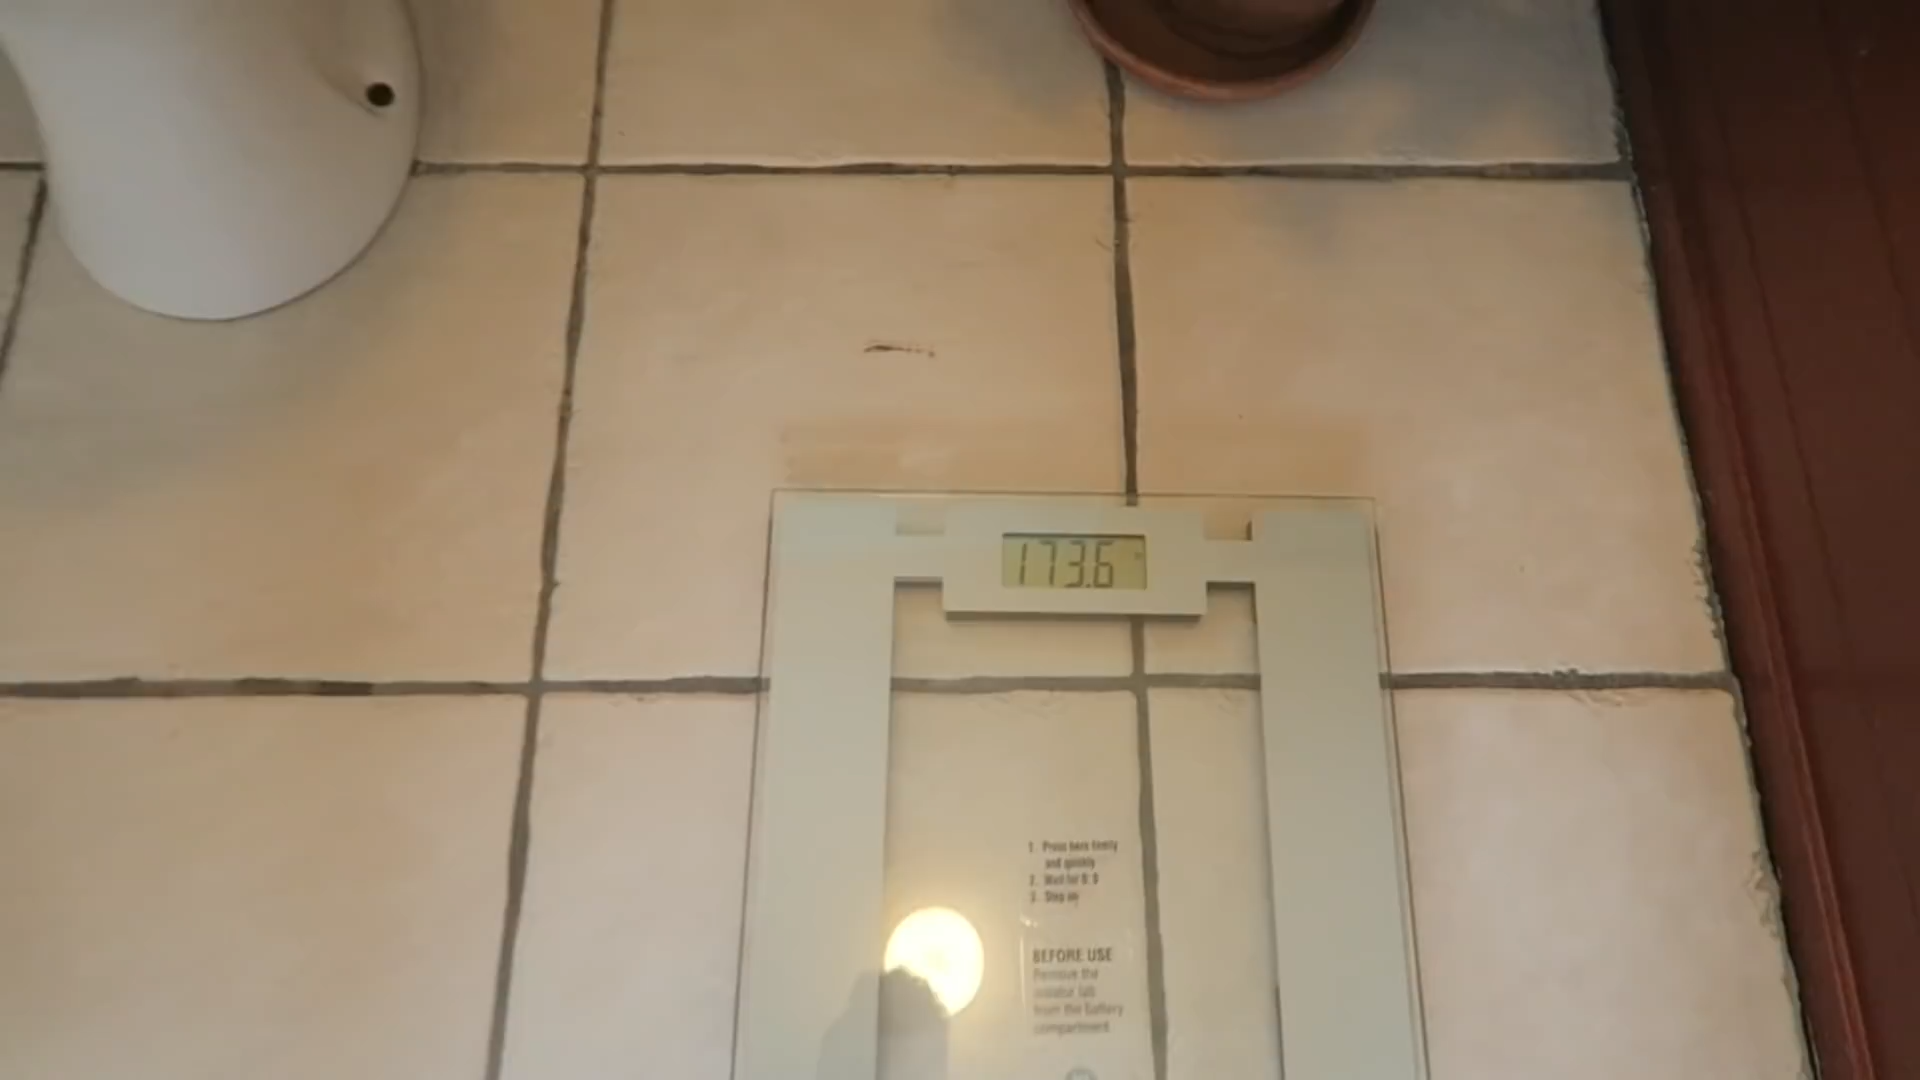 173.6
1. Press here firmly
and quickly
2. Wait for 0.0
3. Step on
BEFORE USE
Remove the
isolator tab
from the battery
compartment